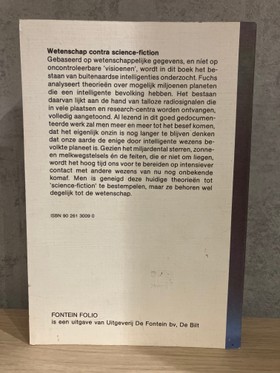 Wetenschap contra science-fiction
Gebaseerd op wetenschappelijke gegevens, en niet op
oncontroleerbare 'visioenen', wordt in dit boek het be-
staan van buitenaardse intelligenties onderzocht. Fuchs
analyseert theorieën over mogelijk miljoenen planeten
die een intelligente bevolking hebben. Het bestaan
daarvan lijkt aan de hand van talloze radiosignalen die
in vele plaatsen en research-centra worden ontvangen,
volledig aangetoond. Al lezend in dit goed gedocumen-
teerde werk zal men meer en meer tot het besef komen,
dat het eigenlijk onzin is nog langer te blijven denken
dat onze aarde de enige door intelligente wezens be-
volkte planeet is. Gezien het miljardental sterren, zonne-
en melkwegstelsels én de feiten, die er niet om liegen,
wordt het hoog tijd ons voor te bereiden op intensiever
contact met andere wezens van nu nog onbekende
komaf. Men is geneigd deze huidige theorieën tot
'science-fiction' te bestempelen, maar ze behoren wel
degelijk tot de wetenschap.
ISBN 90 261 3009 0
FONTEIN FOLIO
is een uitgave van Uitgeverij De Fontein bv, De Bilt